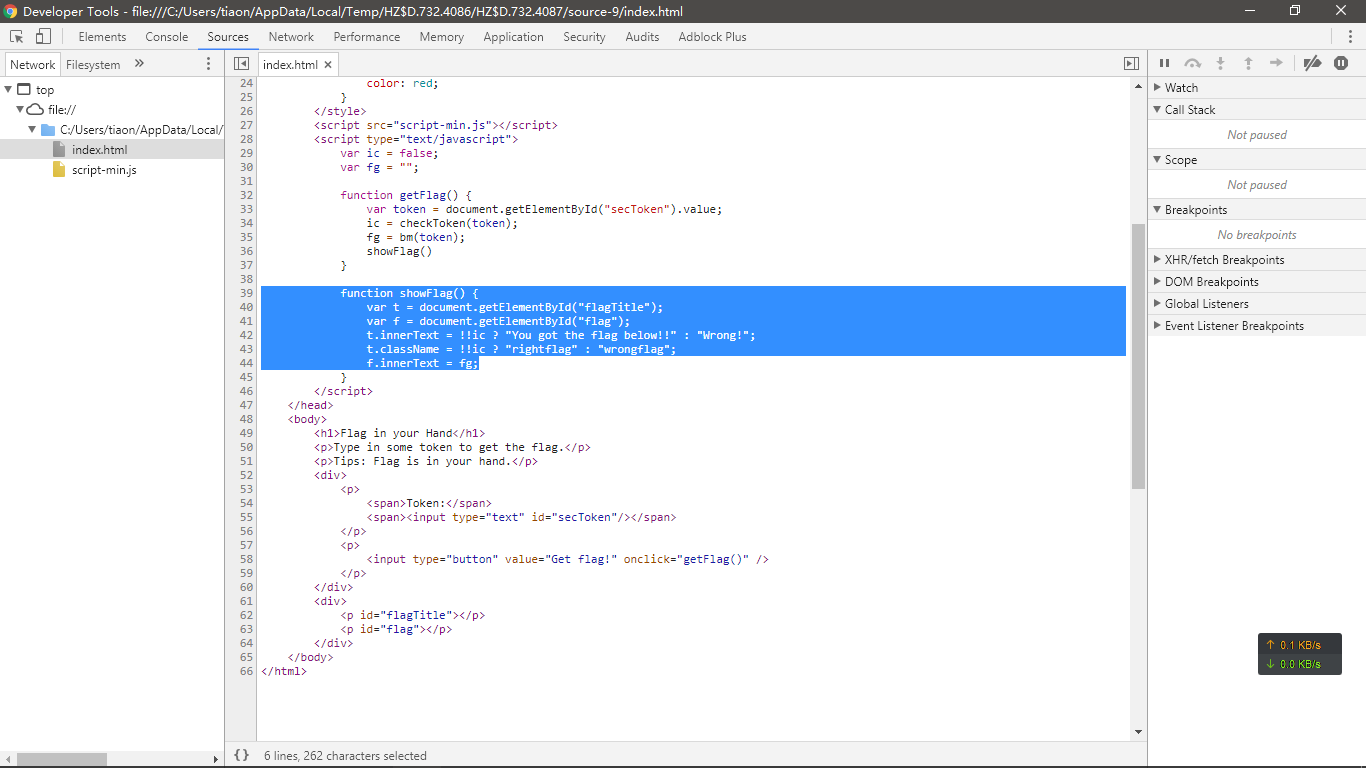 Developer Tools - file:///C:/Users/tiaon/AppData/Local/Temp/HZ$D.732.4086/HZ$D.732.4087/source-9/index.html
Elements Console Sources Network Performance Memory Application Security Audits Adblock Plus
Network Filesystem »
top
file://
C:/Users/tiaon/AppData/Local/
index.html
script-min.js
index.html ×
24 color: red;
25 }
26 </style>
27 <script src="script-min.js"></script>
28 <script type="text/javascript">
29 var ic = false;
30 var fg = "";
31
32 function getFlag() {
33 var token = document.getElementById("secToken").value;
34 ic = checkToken(token);
35 fg = bm(token);
36 showFlag()
37 }
38
39 function showFlag() {
40 var t = document.getElementById("flagTitle");
41 var f = document.getElementById("flag");
42 t.innerText = !!ic ? "You got the flag below!!" : "Wrong!";
43 t.className = !!ic ? "rightflag" : "wrongflag";
44 f.innerText = fg;
45 }
46 </script>
47 </head>
48 <body>
49 <h1>Flag in your Hand</h1>
50 <p>Type in some token to get the flag.</p>
51 <p>Tips: Flag is in your hand.</p>
52 <div>
53 <p>
54 <span>Token:</span>
55 <span><input type="text" id="secToken"/></span>
56 </p>
57 <p>
58 <input type="button" value="Get flag!" onclick="getFlag()" />
59 </p>
60 </div>
61 <div>
62 <p id="flagTitle"></p>
63 <p id="flag"></p>
64 </div>
65 </body>
66 </html>
{} 6 lines, 262 characters selected
Watch
Call Stack
Not paused
Scope
Not paused
Breakpoints
No breakpoints
XHR/fetch Breakpoints
DOM Breakpoints
Global Listeners
Event Listener Breakpoints
↑ 0.1 KB/s
↓ 0.0 KB/s